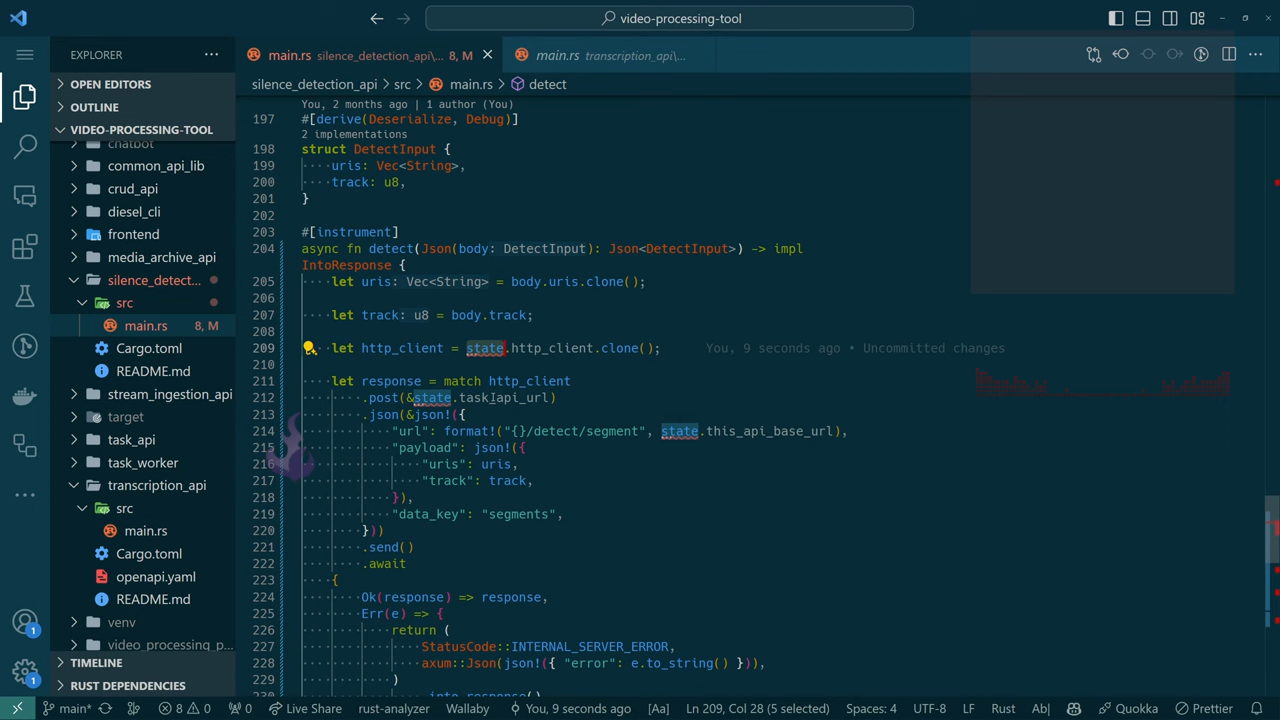 video-processing-tool
EXPLORER
main.rs silence_detection_api\... 8, M
main.rs transcription_api\...
OPEN EDITORS
OUTLINE
VIDEO-PROCESSING-TOOL
chatbot
common_api_lib
crud_api
diesel_cli
frontend
media_archive_api
silence_detect...
src
main.rs 8, M
Cargo.toml
README.md
stream_ingestion_api
target
task_api
task_worker
transcription_api
src
main.rs
Cargo.toml
openapi.yaml
README.md
venv
video_processing_p...
TIMELINE
RUST DEPENDENCIES
silence_detection_api > src > main.rs > detect
You, 2 months ago | 1 author (You)
197 #[derive(Deserialize, Debug)]
2 implementations
198 struct DetectInput {
199 ····uris: Vec<String>,
200 ····track: u8,
201 }
202
203 #[instrument]
204 async fn detect(Json(body: DetectInput): Json<DetectInput>) -> impl
IntoResponse {
205 ····let uris: Vec<String> = body.uris.clone();
206
207 ····let track: u8 = body.track;
208
209 ····let http_client = state.http_client.clone(); You, 9 seconds ago • Uncommitted changes
210
211 ····let response = match http_client
212 ········.post(&state.task_api_url)
213 ········.json(&json!({
214 ············"url": format!("{}/detect/segment", state.this_api_base_url),
215 ············"payload": json!({
216 ················"uris": uris,
217 ················"track": track,
218 ············}),
219 ············"data_key": "segments",
220 ········}))
221 ········.send()
222 ········.await
223 ····{
224 ········Ok(response) => response,
225 ········Err(e) => {
226 ············return (
227 ················StatusCode::INTERNAL_SERVER_ERROR,
228 ················axum::Json(json!({ "error": e.to_string() })),
229 ············)
230 ················.into_response()
1
1
main* 8 0 0 Live Share rust-analyzer Wallaby You, 9 seconds ago [Aa] Ln 209, Col 28 (5 selected) Spaces: 4 UTF-8 LF Rust Ab| Quokka Prettier